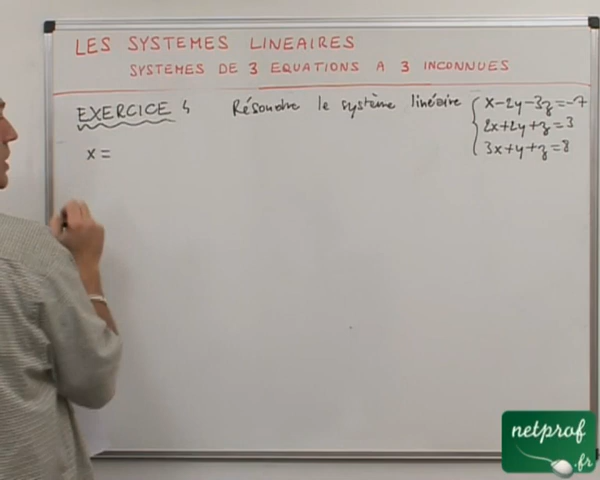 LES SYSTEMES LINEAIRES
SYSTEMES DE 3 EQUATIONS A 3 INCONNUES
EXERCICE 4 Résoudre le système linéaire { x-2y-3z=-7
2x+2y+z=3
3x+y+z=8
x =
netprof
.fr